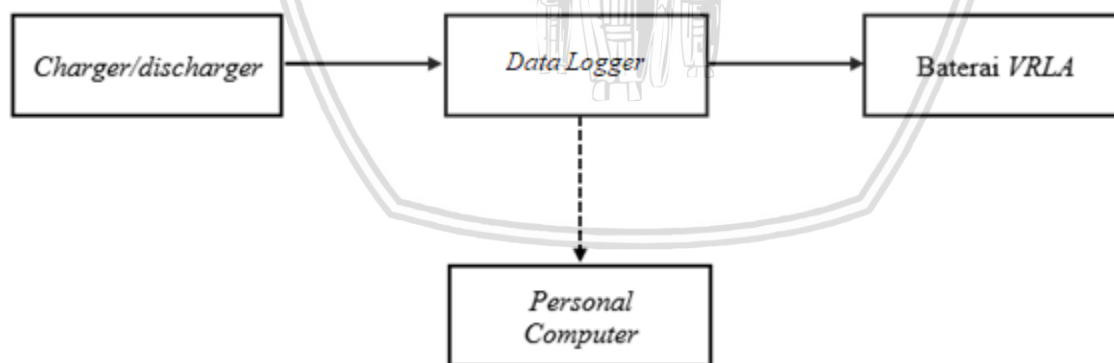 Charger/discharger
Data Logger
Baterai VRLA
Personal
Computer